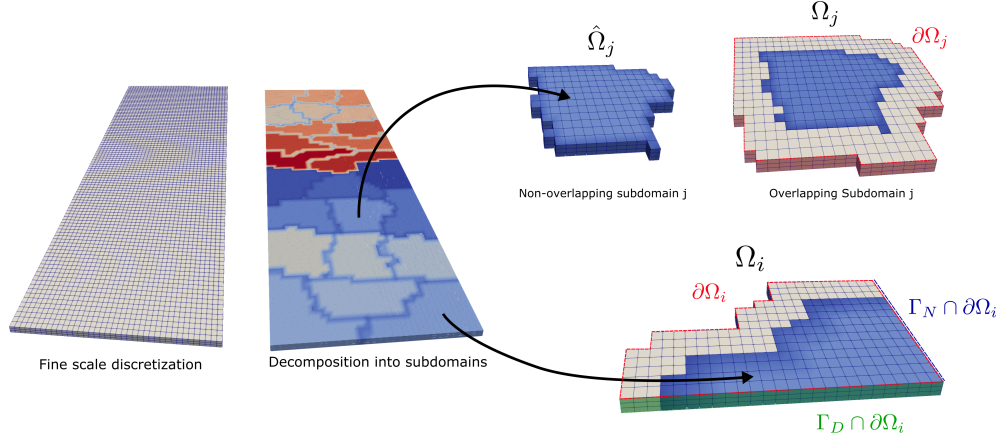 Ω̂_j
Ω_j
∂Ω_j
Non-overlapping subdomain j
Overlapping Subdomain j
Ω_i
∂Ω_i
Γ_N ∩ ∂Ω_i
Fine scale discretization
Decomposition into subdomains
Γ_D ∩ ∂Ω_i